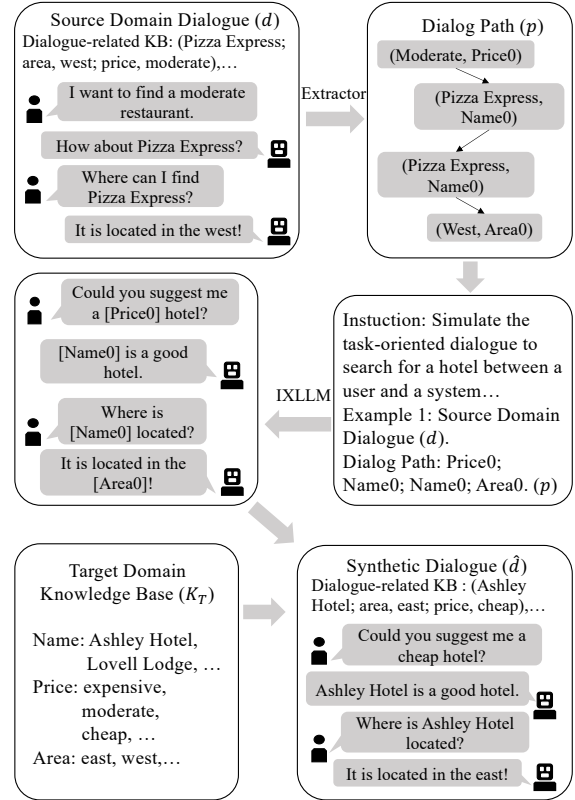 Source Domain Dialogue (d)
Dialogue-related KB: (Pizza Express;
area, west; price, moderate),…
I want to find a moderate
restaurant.
How about Pizza Express?
Where can I find
Pizza Express?
It is located in the west!
Extractor
Dialog Path (p)
(Moderate, Price0)
(Pizza Express,
Name0)
(Pizza Express,
Name0)
(West, Area0)
Instuction: Simulate the
task-oriented dialogue to
search for a hotel between a
user and a system…
Example 1: Source Domain
Dialogue (d).
Dialog Path: Price0;
Name0; Name0; Area0. (p)
IXLLM
Could you suggest me
a [Price0] hotel?
[Name0] is a good
hotel.
Where is
[Name0] located?
It is located in the
[Area0]!
Target Domain
Knowledge Base (K_T)
Name: Ashley Hotel,
Lovell Lodge, …
Price: expensive,
moderate,
cheap, …
Area: east, west,…
Synthetic Dialogue (d̂)
Dialogue-related KB : (Ashley
Hotel; area, east; price, cheap),…
Could you suggest me a
cheap hotel?
Ashley Hotel is a good hotel.
Where is Ashley Hotel
located?
It is located in the east!